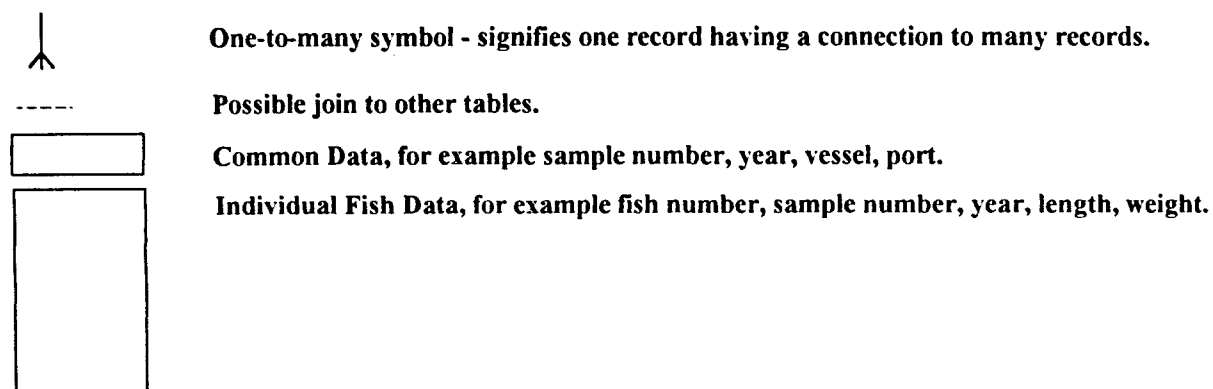 One-to-many symbol - signifies one record having a connection to many records.
Possible join to other tables.
Common Data, for example sample number, year, vessel, port.
Individual Fish Data, for example fish number, sample number, year, length, weight.